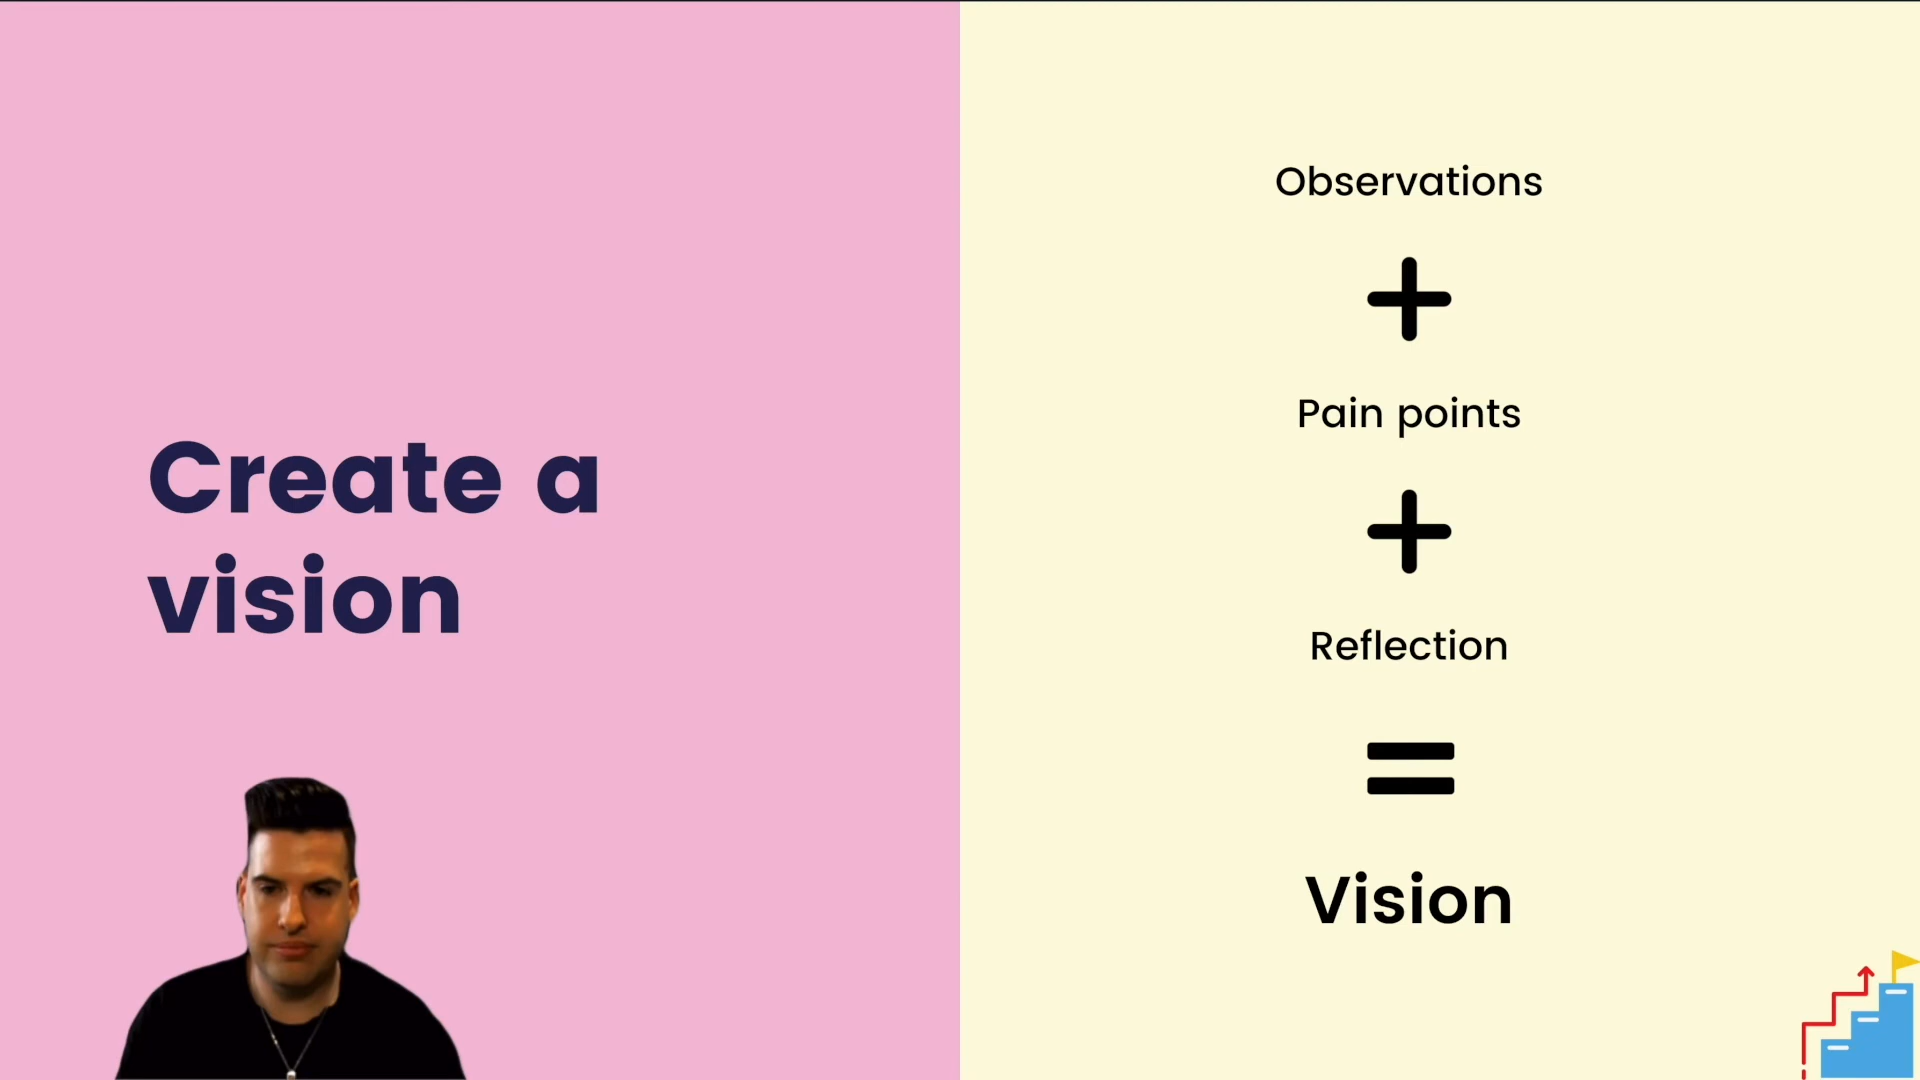 Create a
vision
Observations
+
Pain points
+
Reflection
=
Vision